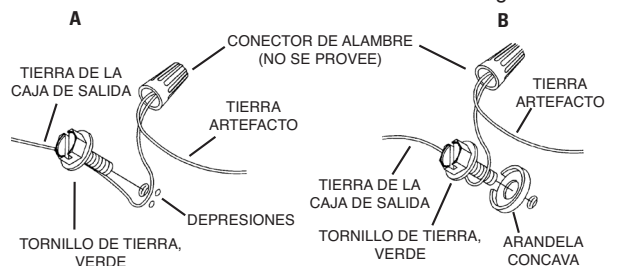 A
B
CONECTOR DE ALAMBRE
(NO SE PROVEE)
TIERRA DE LA
CAJA DE SALIDA
TIERRA
ARTEFACTO
TIERRA
ARTEFACTO
DEPRESIONES
TORNILLO DE TIERRA,
VERDE
TIERRA DE LA
CAJA DE SALIDA
TORNILLO DE TIERRA,
VERDE
ARANDELA
CONCAVA